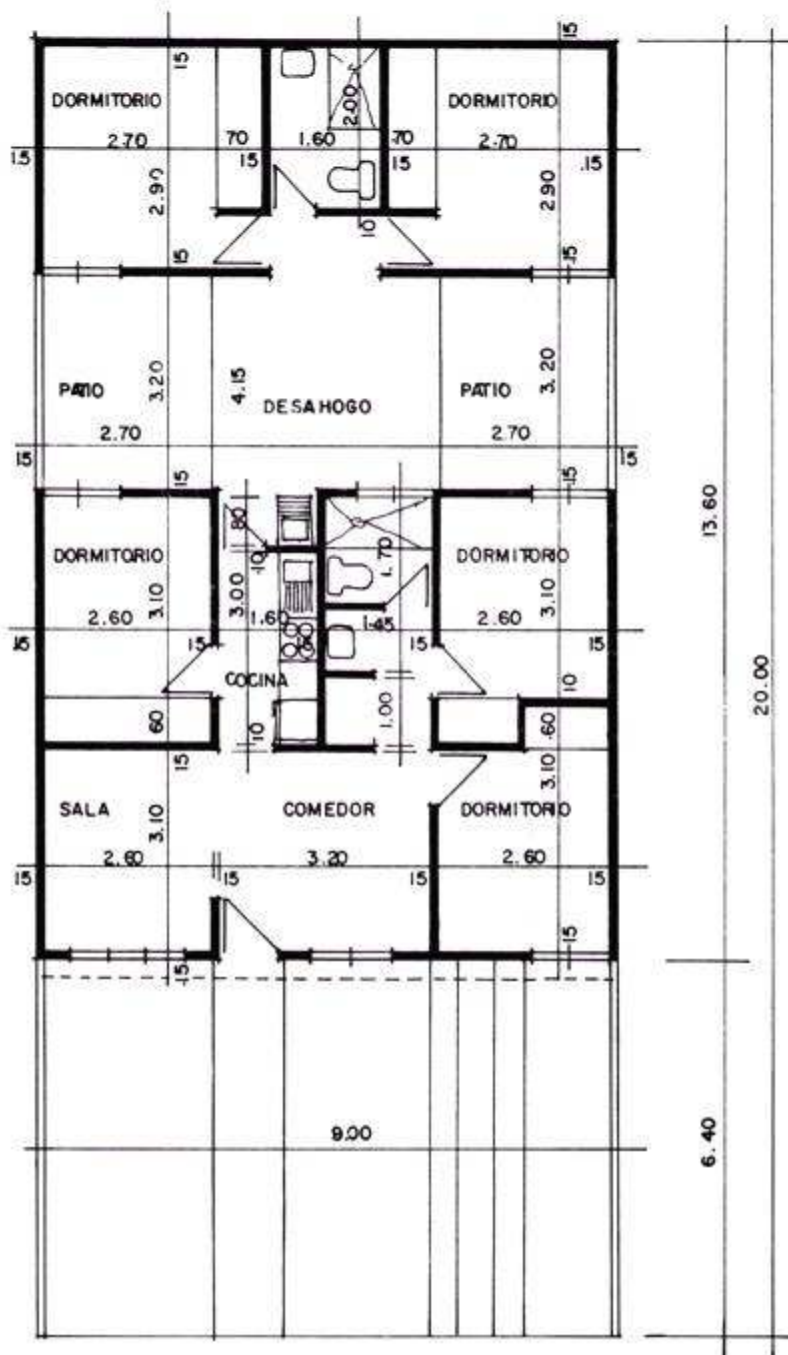 15 15
DORMITORIO DORMITORIO
2.00
15 2.70 70 1.60 .70 2.70 .15
15 15
2.90 2.90
10
15 .15
3.20 4.15 3.20
PATIO DESAHOGO PATIO
2.70 2.70
15 15
15 15
.80
DORMITORIO 10 1.70 DORMITORIO
3.10 3.00 3.10
2.60 1.60 1.45 2.60
15 15 15 15 15
COCINA 10
.60 10 1.00 .60
15
3.10
SALA COMEDOR DORMITORIO
3.10
2.60 3.20 2.60
15 15 15 15
15
15
9.00
13.60
20.00
6.40